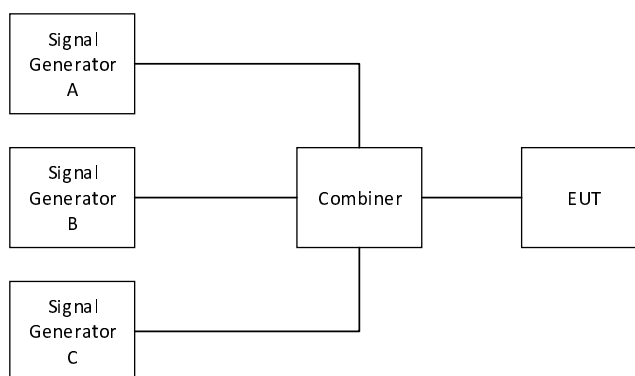 Signal
Generator
A
Signal
Generator
B
Combiner
EUT
Signal
Generator
C